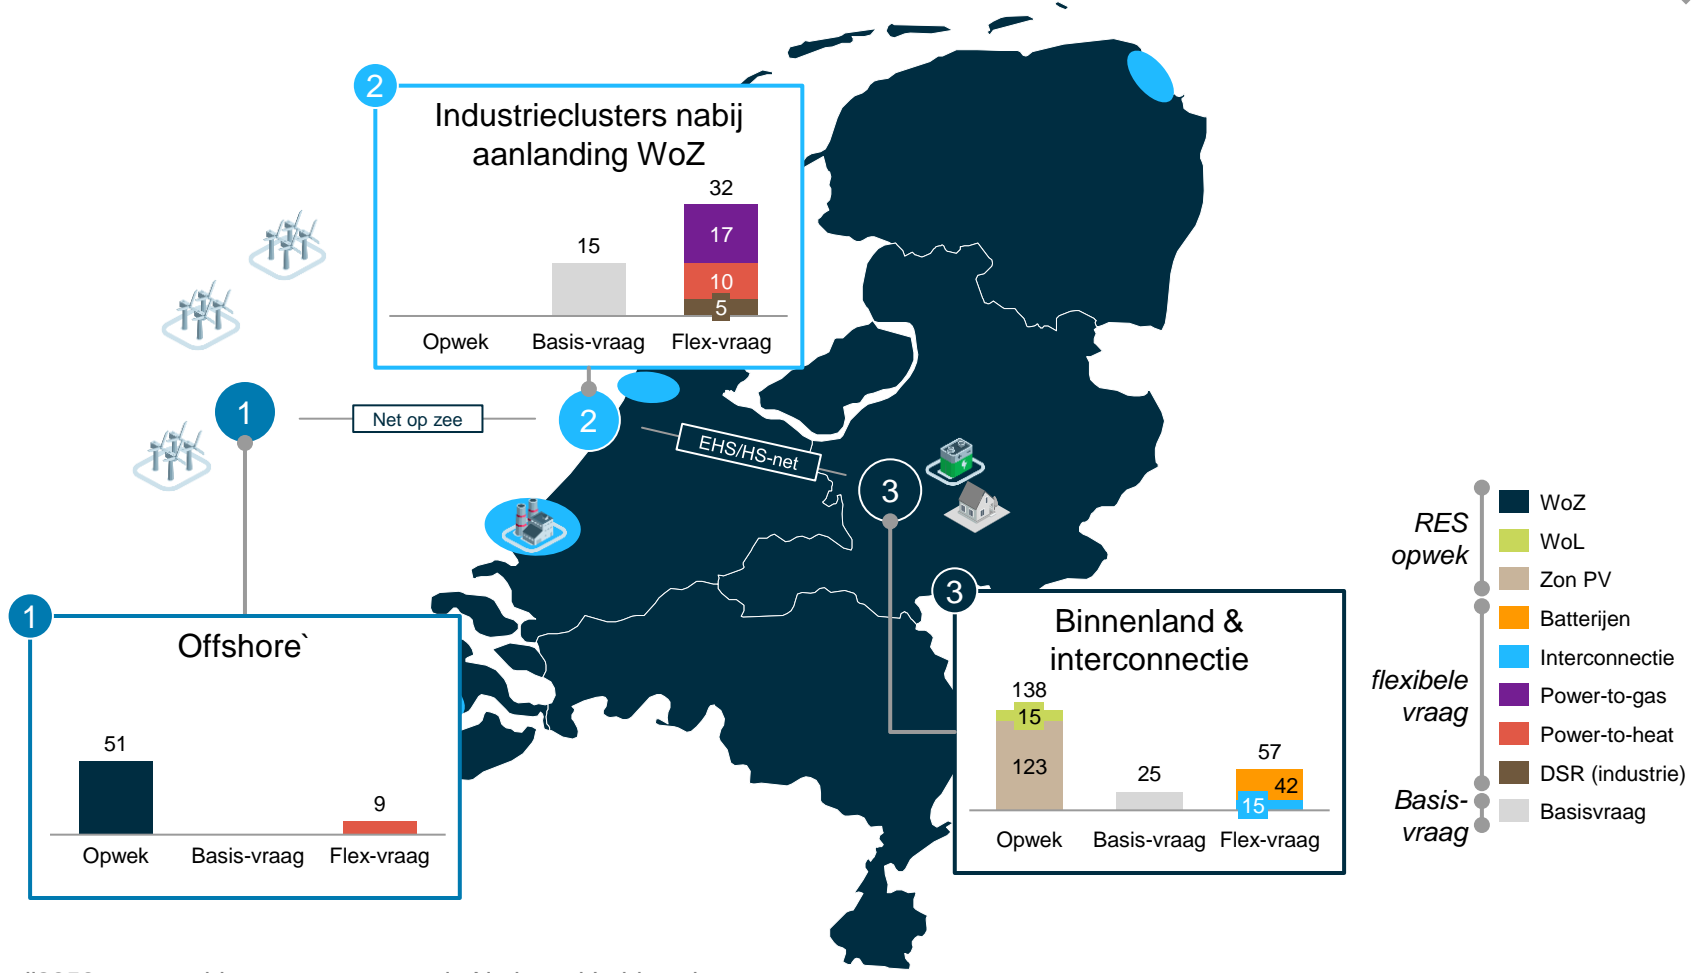 2
Industrieclusters nabij
aanlanding WoZ
32
17
15
10
5
Opwek
Basis-vraag
Flex-vraag
1
Net op zee
2
EHS/HS-net
3
1
Offshore`
51
9
Opwek
Basis-vraag
Flex-vraag
3
Binnenland &
interconnectie
138
15
123
25
57
42
15
Opwek
Basis-vraag
Flex-vraag
RES
opwek
flexibele
vraag
Basis-
vraag
WoZ
WoL
Zon PV
Batterijen
Interconnectie
Power-to-gas
Power-to-heat
DSR (industrie)
Basisvraag